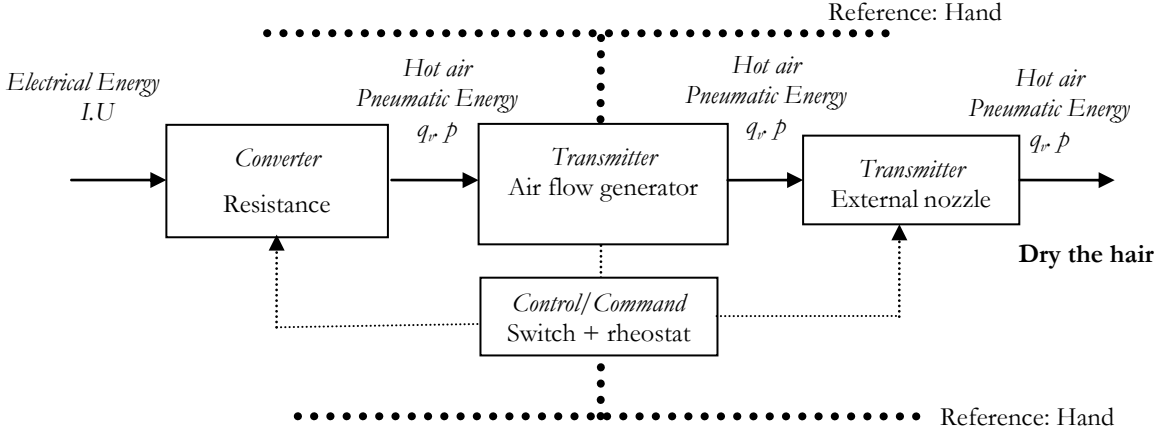 Reference: Hand
Electrical Energy
I.U
Hot air
Pneumatic Energy
qv. p
Hot air
Pneumatic Energy
qv. p
Hot air
Pneumatic Energy
qv. p
Converter
Resistance
Transmitter
Air flow generator
Transmitter
External nozzle
Dry the hair
Control/Command
Switch + rheostat
Reference: Hand